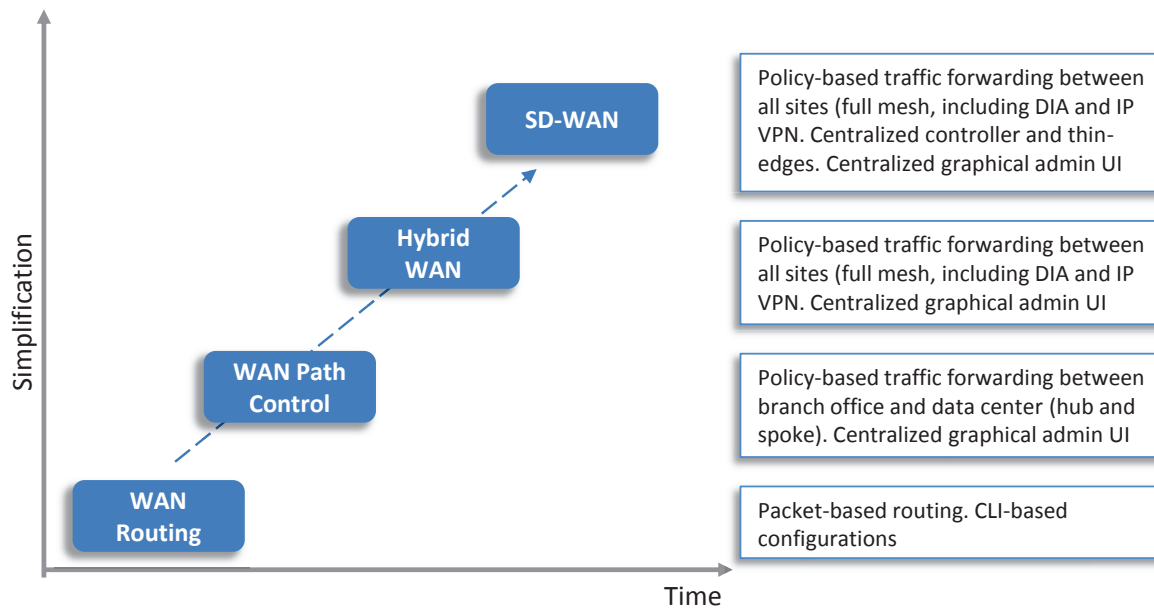 Simplification
SD-WAN
Hybrid
WAN
WAN Path
Control
WAN
Routing
Time
Policy-based traffic forwarding between
all sites (full mesh, including DIA and IP
VPN. Centralized controller and thin-
edges. Centralized graphical admin UI
Policy-based traffic forwarding between
all sites (full mesh, including DIA and IP
VPN. Centralized graphical admin UI
Policy-based traffic forwarding between
branch office and data center (hub and
spoke). Centralized graphical admin UI
Packet-based routing. CLI-based
configurations